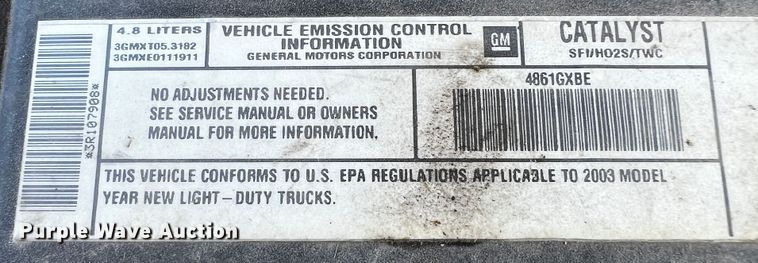 4.8 LITERS
3GMXT05.3182
3GMXE0111911
VEHICLE EMISSION CONTROL
INFORMATION
GENERAL MOTORS CORPORATION
GM
CATALYST
SFI/HO2S/TWC
*3R107908*
NO ADJUSTMENTS NEEDED.
SEE SERVICE MANUAL OR OWNERS
MANUAL FOR MORE INFORMATION.
4861GXBE
THIS VEHICLE CONFORMS TO U.S. EPA REGULATIONS APPLICABLE TO 2003 MODEL
YEAR NEW LIGHT-DUTY TRUCKS.
Purple Wave Auction